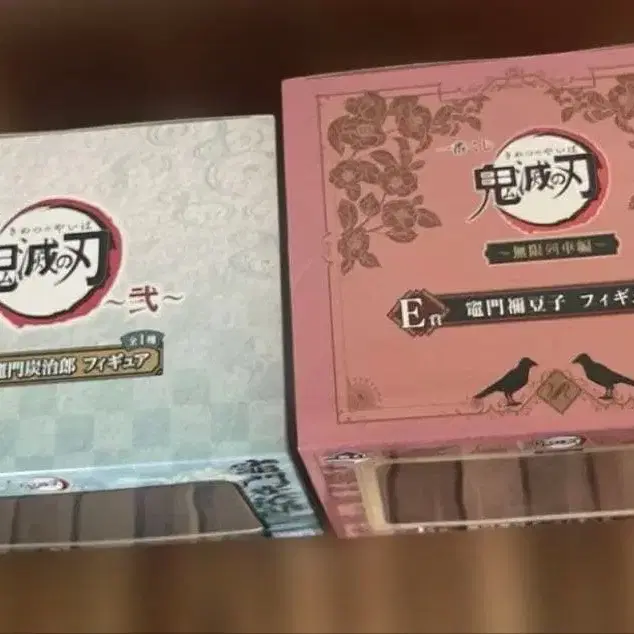 きめつのやいば
鬼滅の刃
～弐～
全1種
竈門炭治郎 フィギュア
一番くじ
きめつのやいば
鬼滅の刃
～無限列車編～
E賞
竈門禰豆子 フィギ